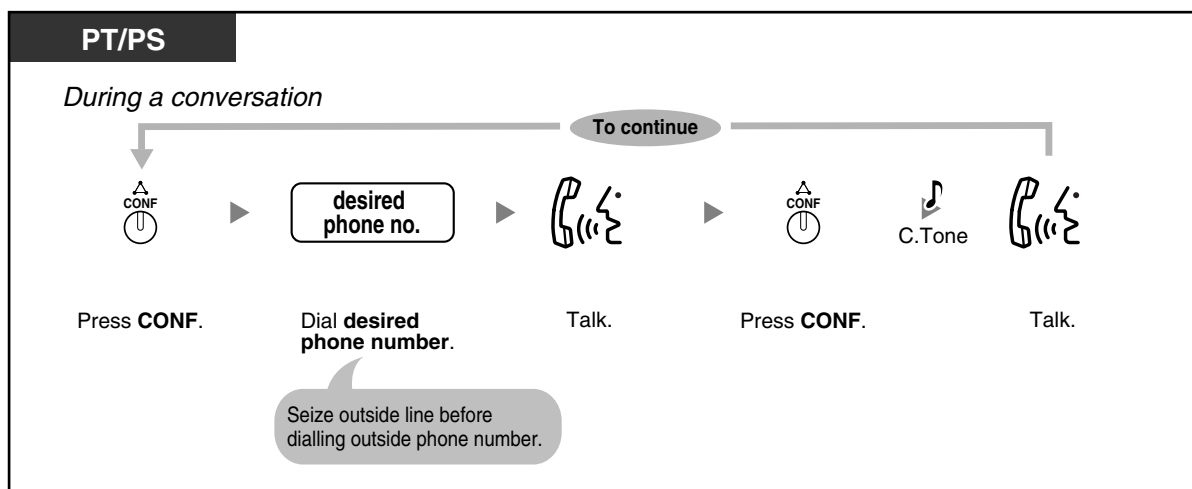 PT/PS
During a conversation
To continue
CONF
desired
phone no.
CONF
C.Tone
Press CONF.
Dial desired
phone number.
Talk.
Press CONF.
Talk.
Seize outside line before
dialling outside phone number.